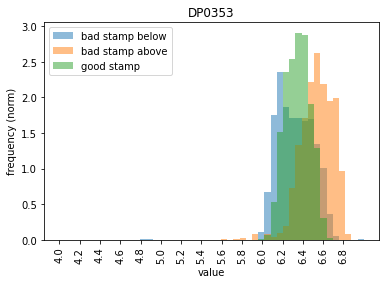 DP0353
bad stamp below
bad stamp above
good stamp
frequency (norm)
3.0
2.5
2.0
1.5
1.0
0.5
0.0
4.0 4.2 4.4 4.6 4.8 5.0 5.2 5.4 5.6 5.8 6.0 6.2 6.4 6.6 6.8
value